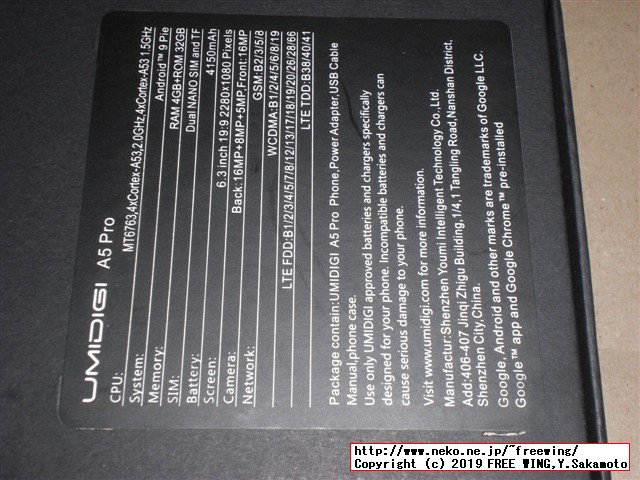 UMIDIGI A5 Pro
CPU: MT6763,4xCortex-A53,2.0GHz,4xCortex-A53 1.5GHz
System: Android™ 9 Pie
Memory: RAM 4GB+ROM 32GB
SIM: Dual NANO SIM and TF
Battery: 4150mAh
Screen: 6.3 inch 19:9 2280x1080 Pixels
Camera: Back:16MP+8MP+5MP,Front:16MP
Network: GSM:B2/3/5/8
WCDMA:B1/2/4/5/6/8/19
LTE FDD:B1/2/3/4/5/7/8/12/13/17/18/19/20/26/28/66
LTE TDD:B38/40/41
Package contain:UMIDIGI A5 Pro Phone,Power Adapter,USB Cable
Manual,phone case.
Use only UMIDIGI approved batteries and chargers specifically
designed for your phone. Incompatible batteries and chargers can
cause serious damage to your phone.
Visit www.umidigi.com for more information.
Manufactur:Shenzhen Youmi Intelligent Technology Co.,Ltd.
Add:406-407 Jinqi Zhigu Building,1/4,1 Tangling Road,Nanshan District,
Shenzhen City,China.
Google, Android and other marks are trademarks of Google LLC.
Google™ app and Google Chrome™ pre-installed
http://www.neko.ne.jp/~freewing/
Copyright (c) 2019 FREE WING,Y.Sakamoto